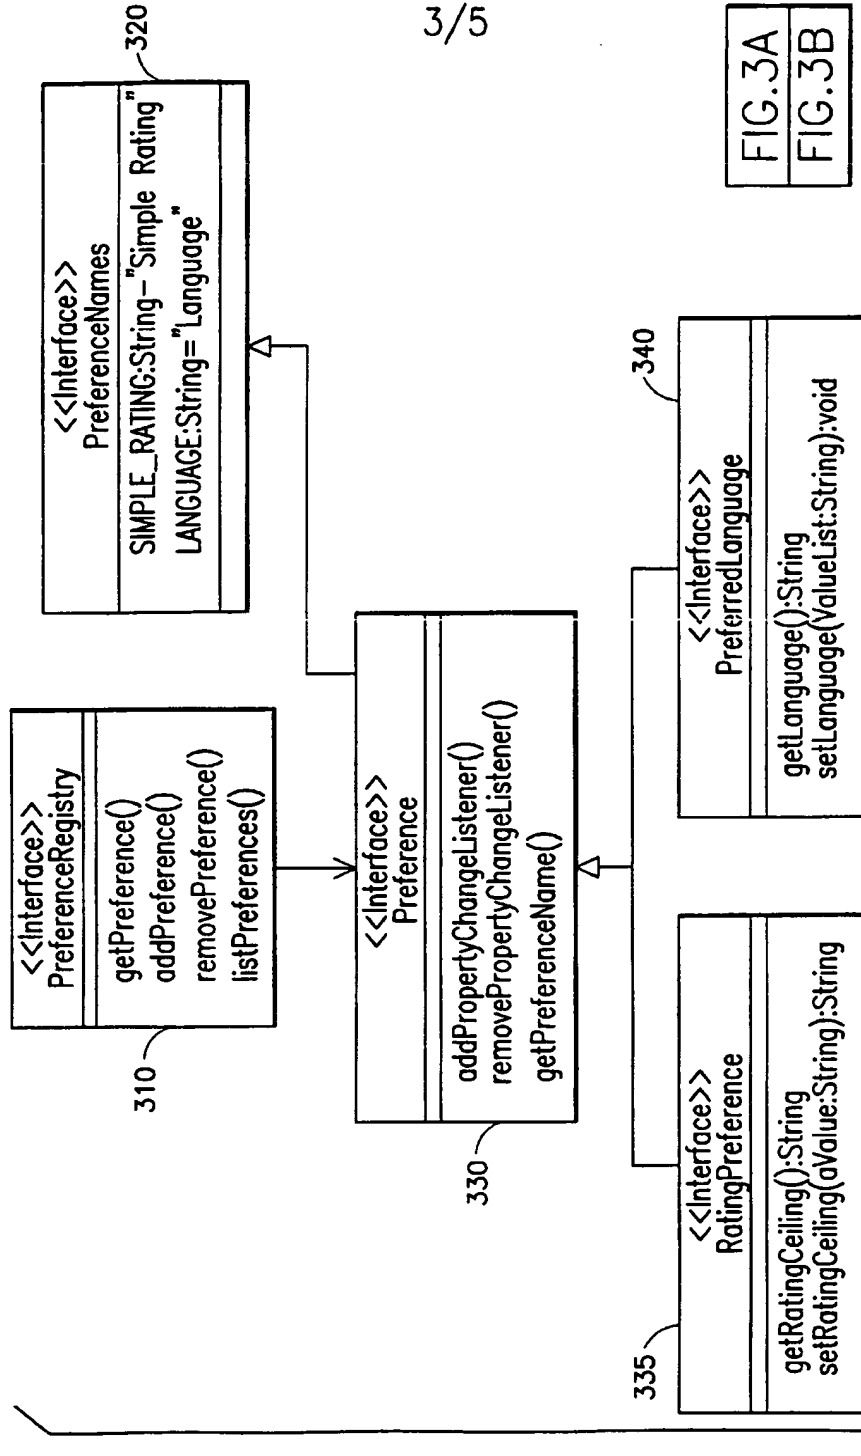 3/5
<<Interface>>
PreferenceRegistry
getPreference()
addPreference()
removePreference()
listPreferences()
310
<<Interface>>
PreferenceNames
SIMPLE_RATING:String="Simple Rating"
LANGUAGE:String="Language"
320
<<Interface>>
Preference
addPropertyChangeListener()
removePropertyChangeListener()
getPreferenceName()
330
<<Interface>>
RatingPreference
getRatingCeiling():String
setRatingCeiling(aValue:String):String
335
<<Interface>>
PreferredLanguage
getLanguage():String
setLanguage(ValueList:String):void
340
FIG.3A
FIG.3B